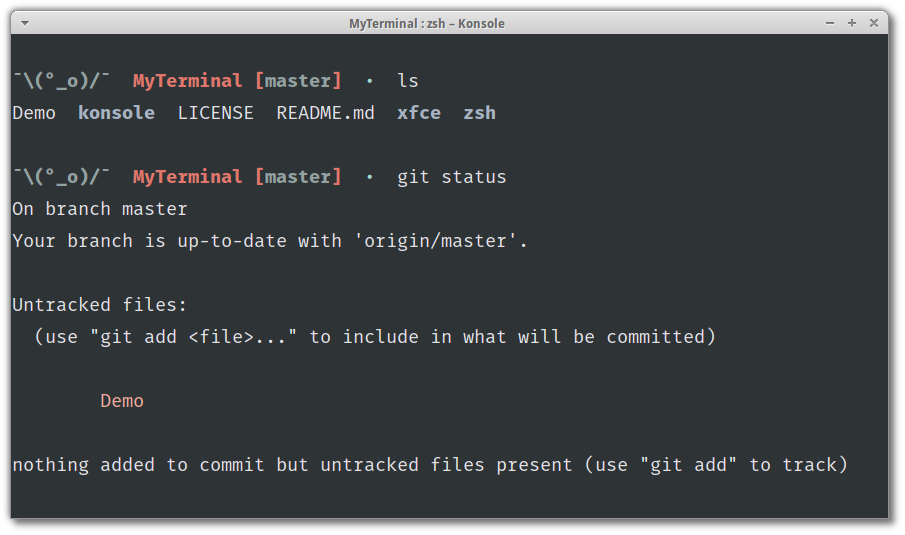 MyTerminal : zsh – Konsole
¯\(°_o)/¯  MyTerminal [master]  ·  ls
Demo  konsole  LICENSE  README.md  xfce  zsh
¯\(°_o)/¯  MyTerminal [master]  ·  git status
On branch master
Your branch is up-to-date with 'origin/master'.
Untracked files:
  (use "git add <file>..." to include in what will be committed)
        Demo
nothing added to commit but untracked files present (use "git add" to track)